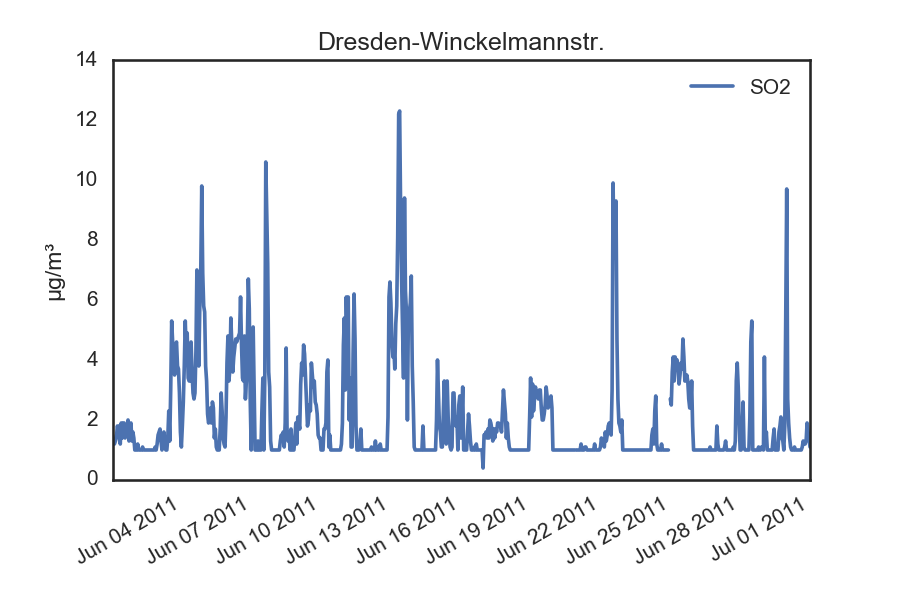 Dresden-Winckelmannstr.
14
12
10
8
6
4
2
0
µg/m³
SO2
Jun 04 2011
Jun 07 2011
Jun 10 2011
Jun 13 2011
Jun 16 2011
Jun 19 2011
Jun 22 2011
Jun 25 2011
Jun 28 2011
Jul 01 2011